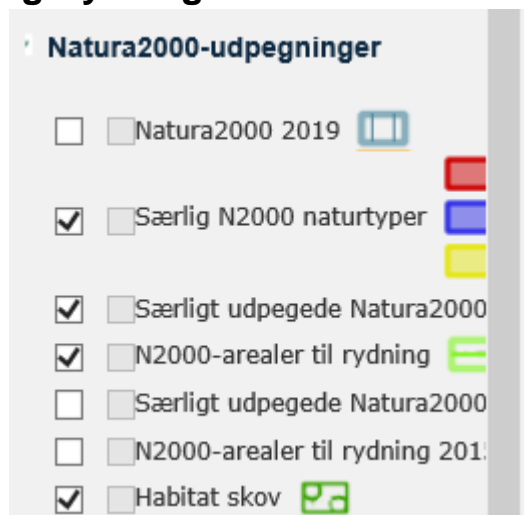 Natura2000-udpegninger
Natura2000 2019
Særlig N2000 naturtyper
Særligt udpegede Natura2000
N2000-arealer til rydning
Særligt udpegede Natura2000
N2000-arealer til rydning 201
Habitat skov